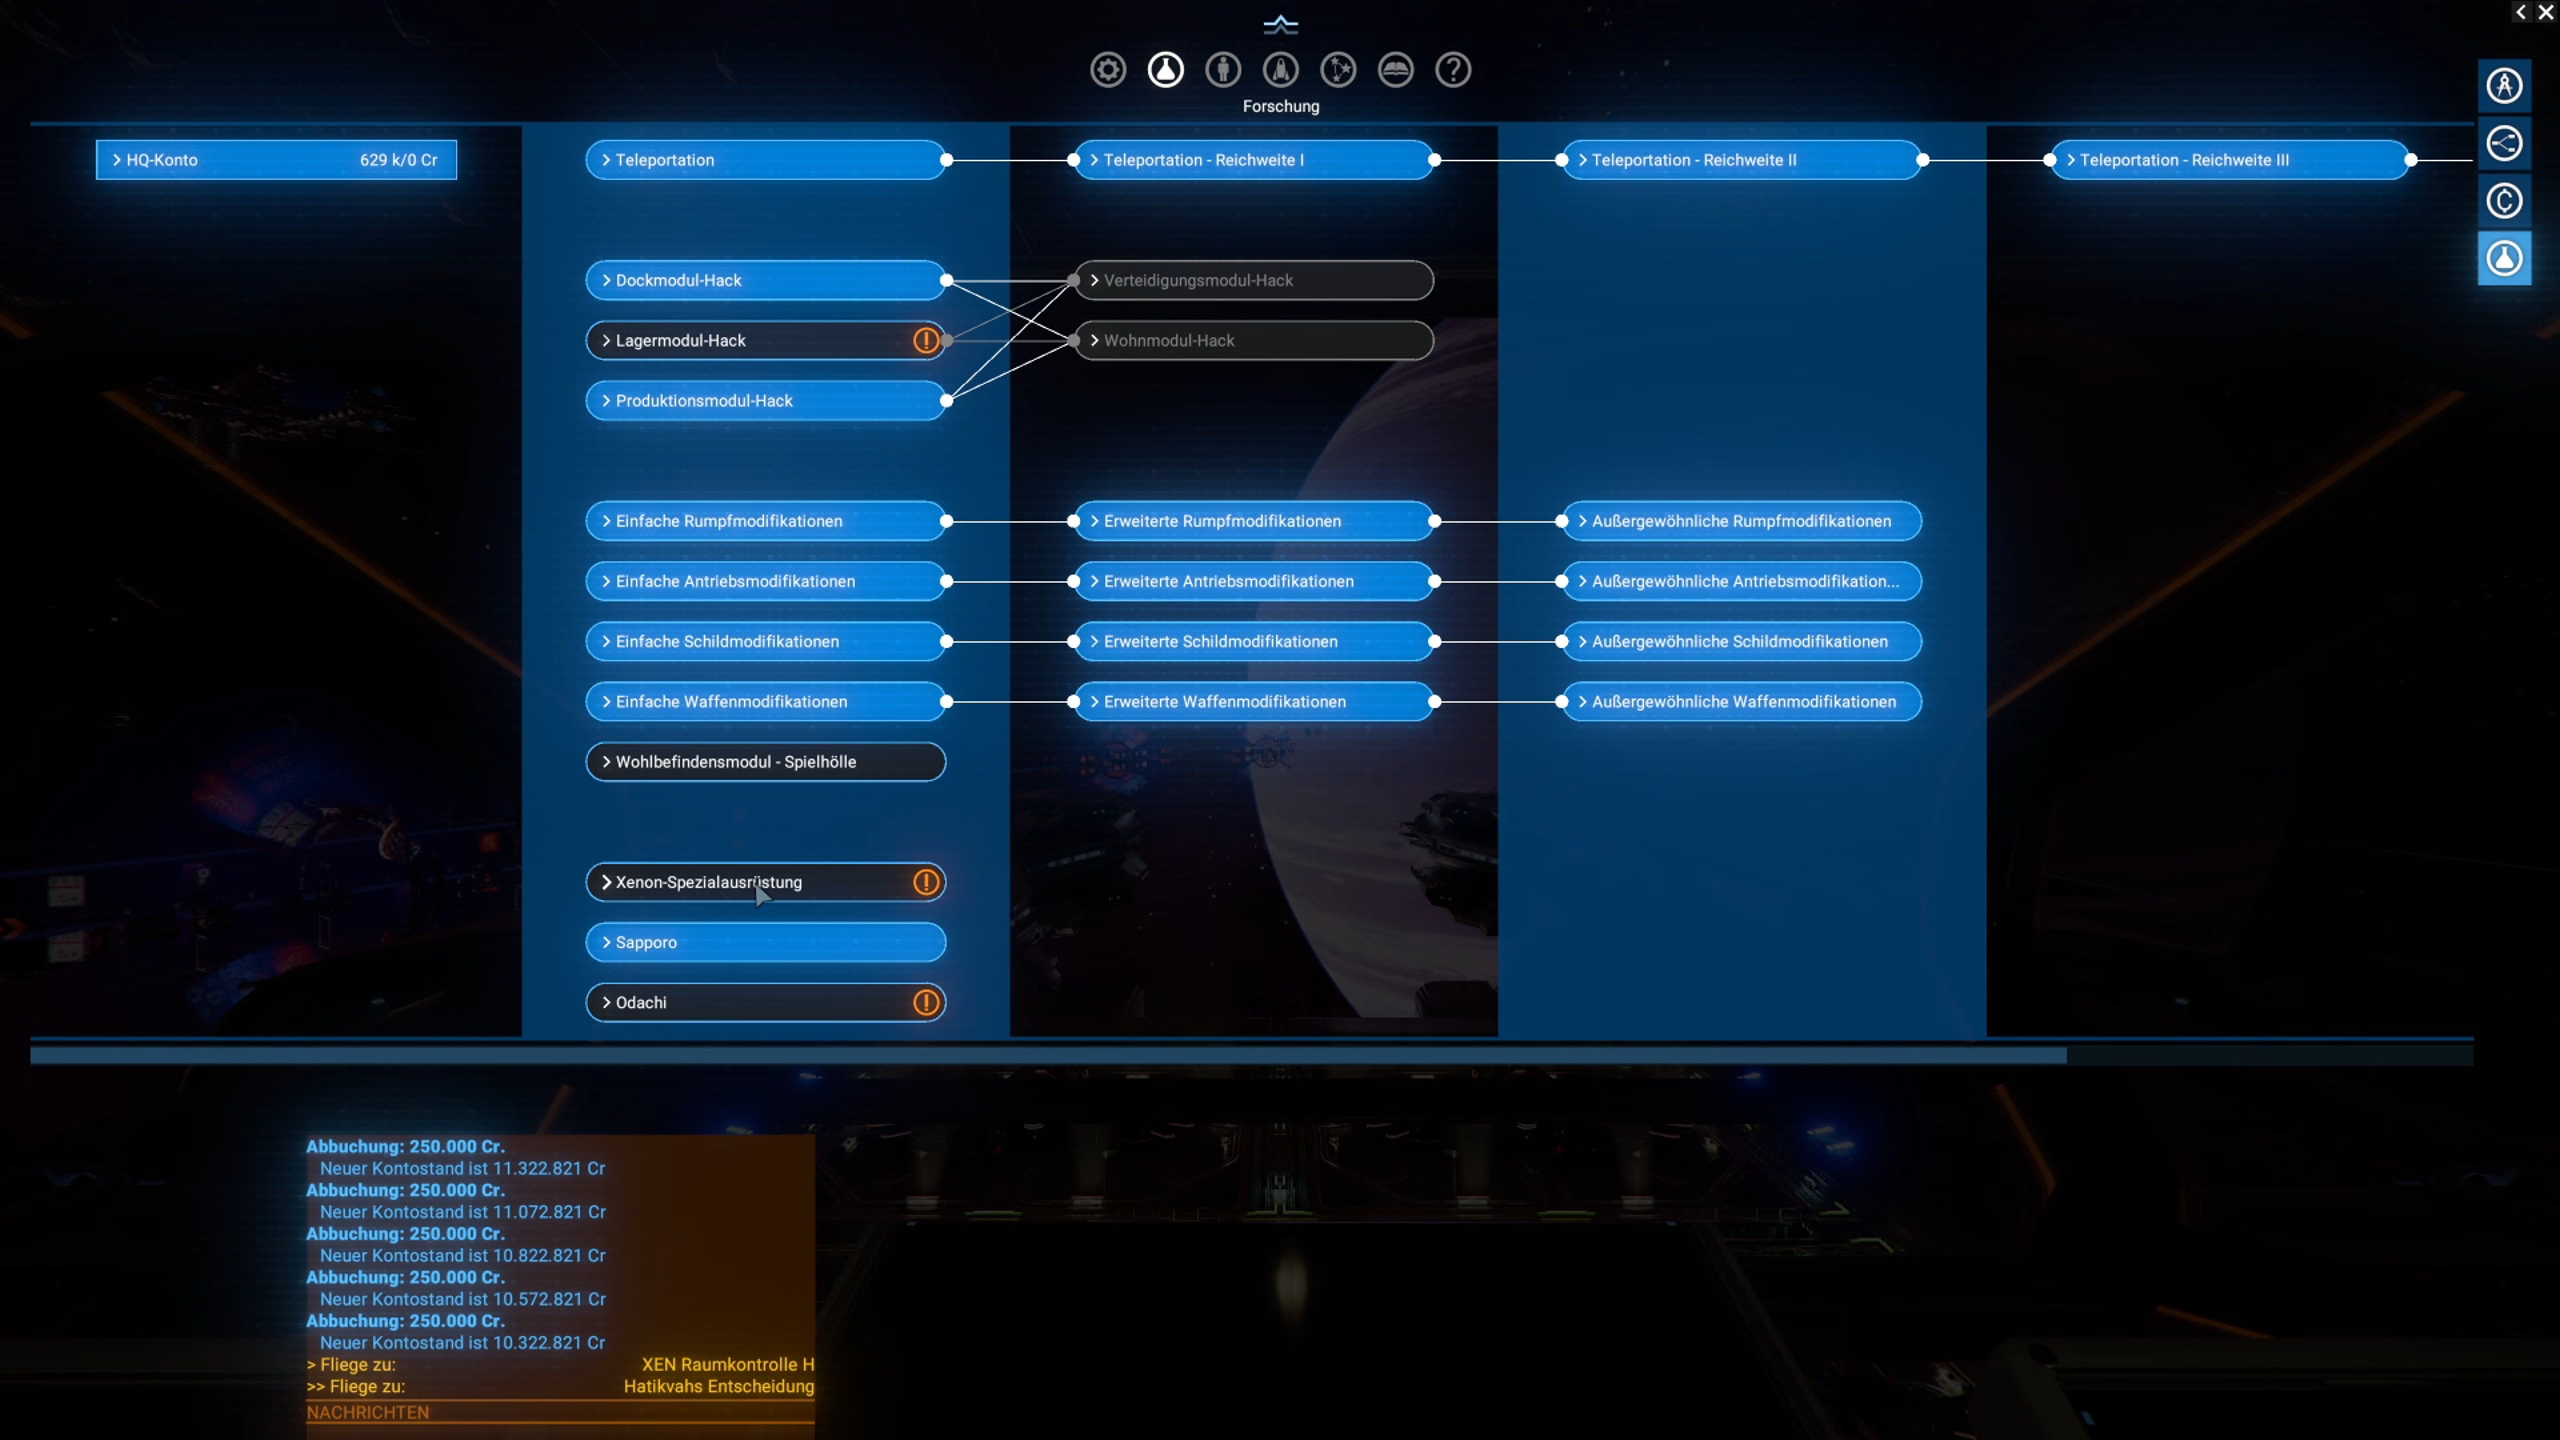 Forschung
HQ-Konto 629 k/0 Cr
Teleportation
Teleportation - Reichweite I
Teleportation - Reichweite II
Teleportation - Reichweite III
Dockmodul-Hack
Verteidigungsmodul-Hack
Lagermodul-Hack
Wohnmodul-Hack
Produktionsmodul-Hack
Einfache Rumpfmodifikationen
Erweiterte Rumpfmodifikationen
Außergewöhnliche Rumpfmodifikationen
Einfache Antriebsmodifikationen
Erweiterte Antriebsmodifikationen
Außergewöhnliche Antriebsmodifikation...
Einfache Schildmodifikationen
Erweiterte Schildmodifikationen
Außergewöhnliche Schildmodifikationen
Einfache Waffenmodifikationen
Erweiterte Waffenmodifikationen
Außergewöhnliche Waffenmodifikationen
Wohlbefindensmodul - Spielhölle
Xenon-Spezialausrüstung
Sapporo
Odachi
Abbuchung: 250.000 Cr.
Neuer Kontostand ist 11.322.821 Cr
Abbuchung: 250.000 Cr.
Neuer Kontostand ist 11.072.821 Cr
Abbuchung: 250.000 Cr.
Neuer Kontostand ist 10.822.821 Cr
Abbuchung: 250.000 Cr.
Neuer Kontostand ist 10.572.821 Cr
Abbuchung: 250.000 Cr.
Neuer Kontostand ist 10.322.821 Cr
> Fliege zu: XEN Raumkontrolle H
>> Fliege zu: Hatikvahs Entscheidung
NACHRICHTEN